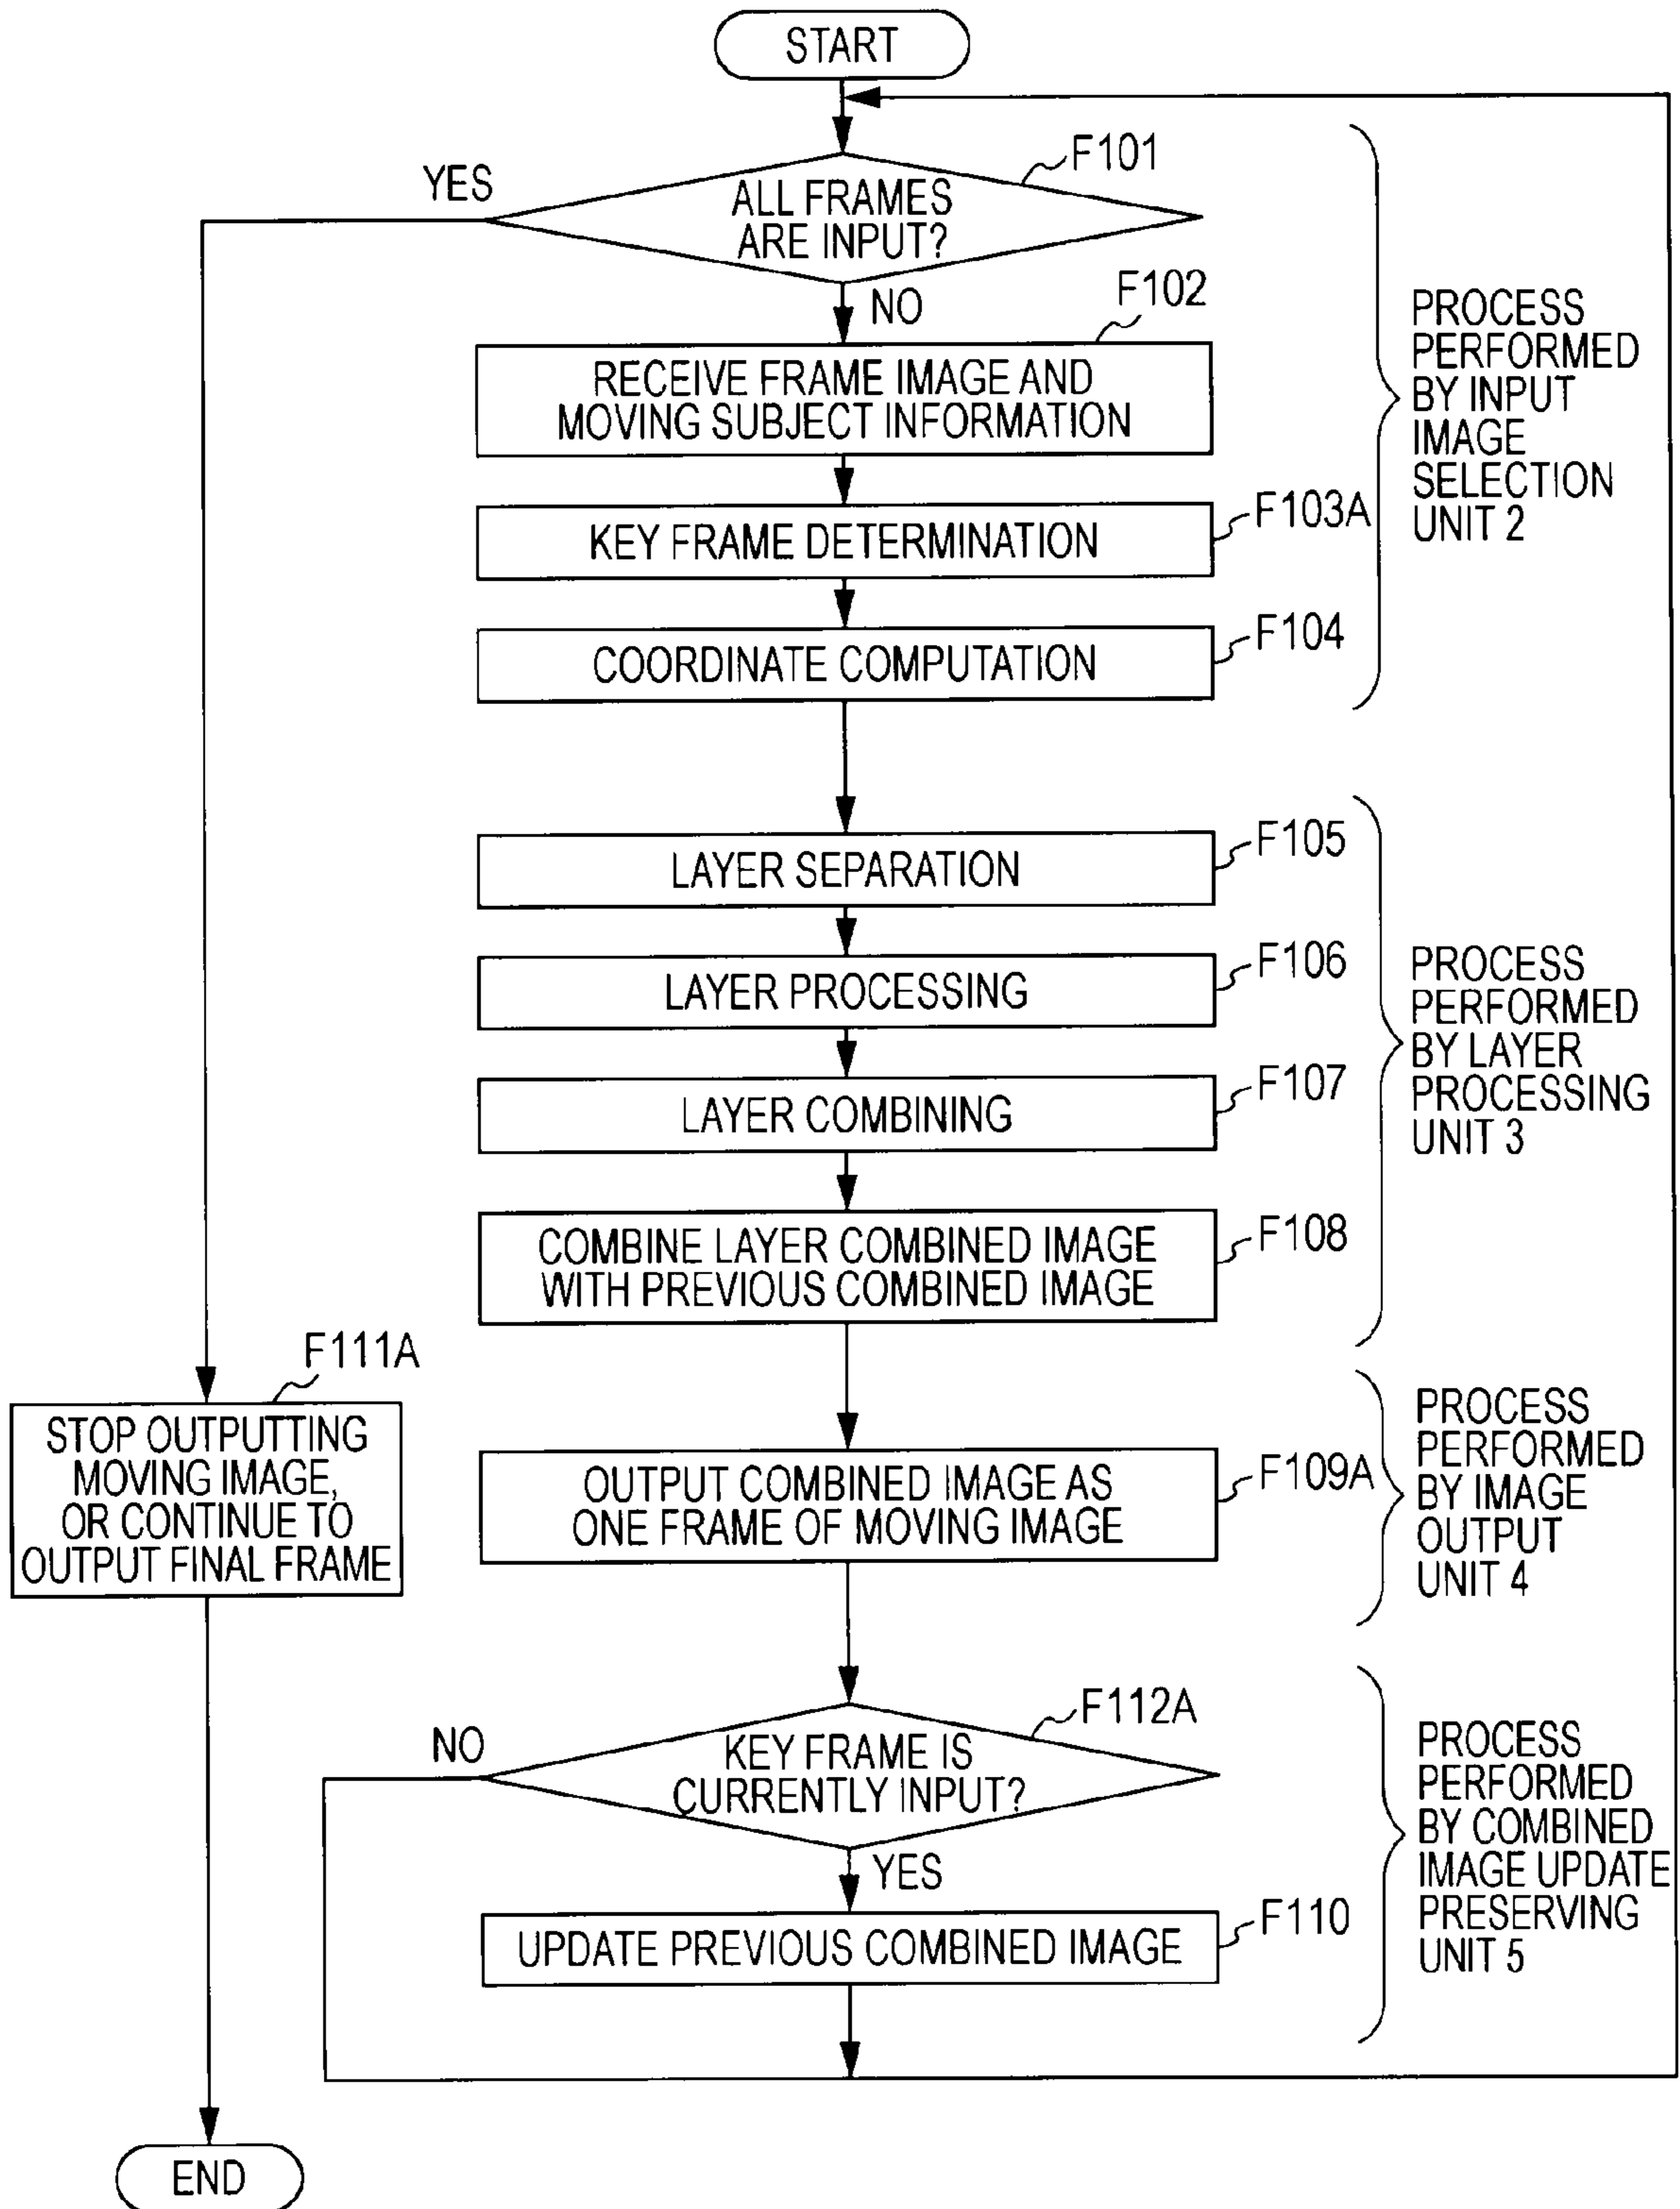 START
F101
YES
ALL FRAMES
ARE INPUT?
NO
F102
RECEIVE FRAME IMAGE AND
MOVING SUBJECT INFORMATION
F103A
KEY FRAME DETERMINATION
F104
COORDINATE COMPUTATION
PROCESS
PERFORMED
BY INPUT
IMAGE
SELECTION
UNIT 2
F105
LAYER SEPARATION
F106
LAYER PROCESSING
F107
LAYER COMBINING
F108
COMBINE LAYER COMBINED IMAGE
WITH PREVIOUS COMBINED IMAGE
PROCESS
PERFORMED
BY LAYER
PROCESSING
UNIT 3
F111A
STOP OUTPUTTING
MOVING IMAGE,
OR CONTINUE TO
OUTPUT FINAL FRAME
F109A
OUTPUT COMBINED IMAGE AS
ONE FRAME OF MOVING IMAGE
PROCESS
PERFORMED
BY IMAGE
OUTPUT
UNIT 4
F112A
NO
KEY FRAME IS
CURRENTLY INPUT?
YES
F110
UPDATE PREVIOUS COMBINED IMAGE
PROCESS
PERFORMED
BY COMBINED
IMAGE UPDATE
PRESERVING
UNIT 5
END